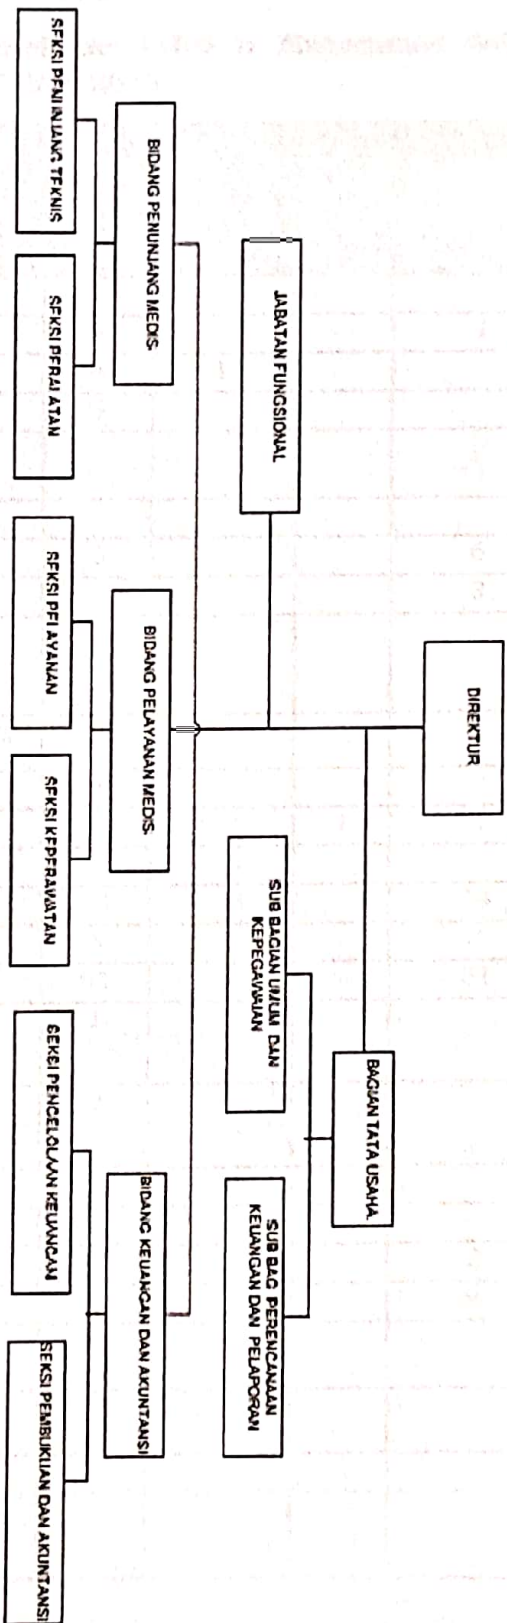 DIREKTUR
BAGIAN TATA USAHA.
JABATAN FUNGSIONAL
SUB BAGIAN UMUM DAN
KEPEGAWAIAN
SUB BAG PERENCANAAN
KEUANGAN DAN PELAPORAN
BIDANG PENUNJANG MEDIS.
BIDANG PELAYANAN MEDIS.
BIDANG KEUANGAN DAN AKUNTANSI
SEKSI PENUNJANG TEKNIS
SEKSI PERALATAN
SEKSI PELAYANAN
SEKSI KEPERAWATAN
SEKSI PENGELOLAAN KEUANGAN
SEKSI PEMBUKUAN DAN AKUNTANSI